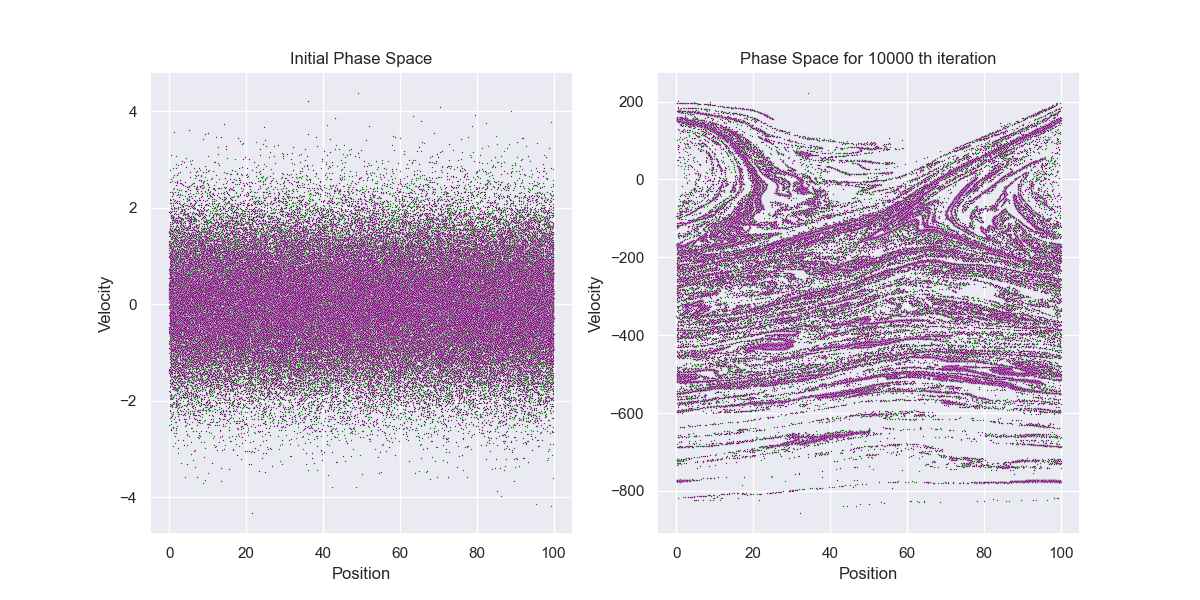 Initial Phase Space
Velocity
4
2
0
−2
−4
0 20 40 60 80 100
Position
Phase Space for 10000 th iteration
Velocity
200
0
−200
−400
−600
−800
0 20 40 60 80 100
Position